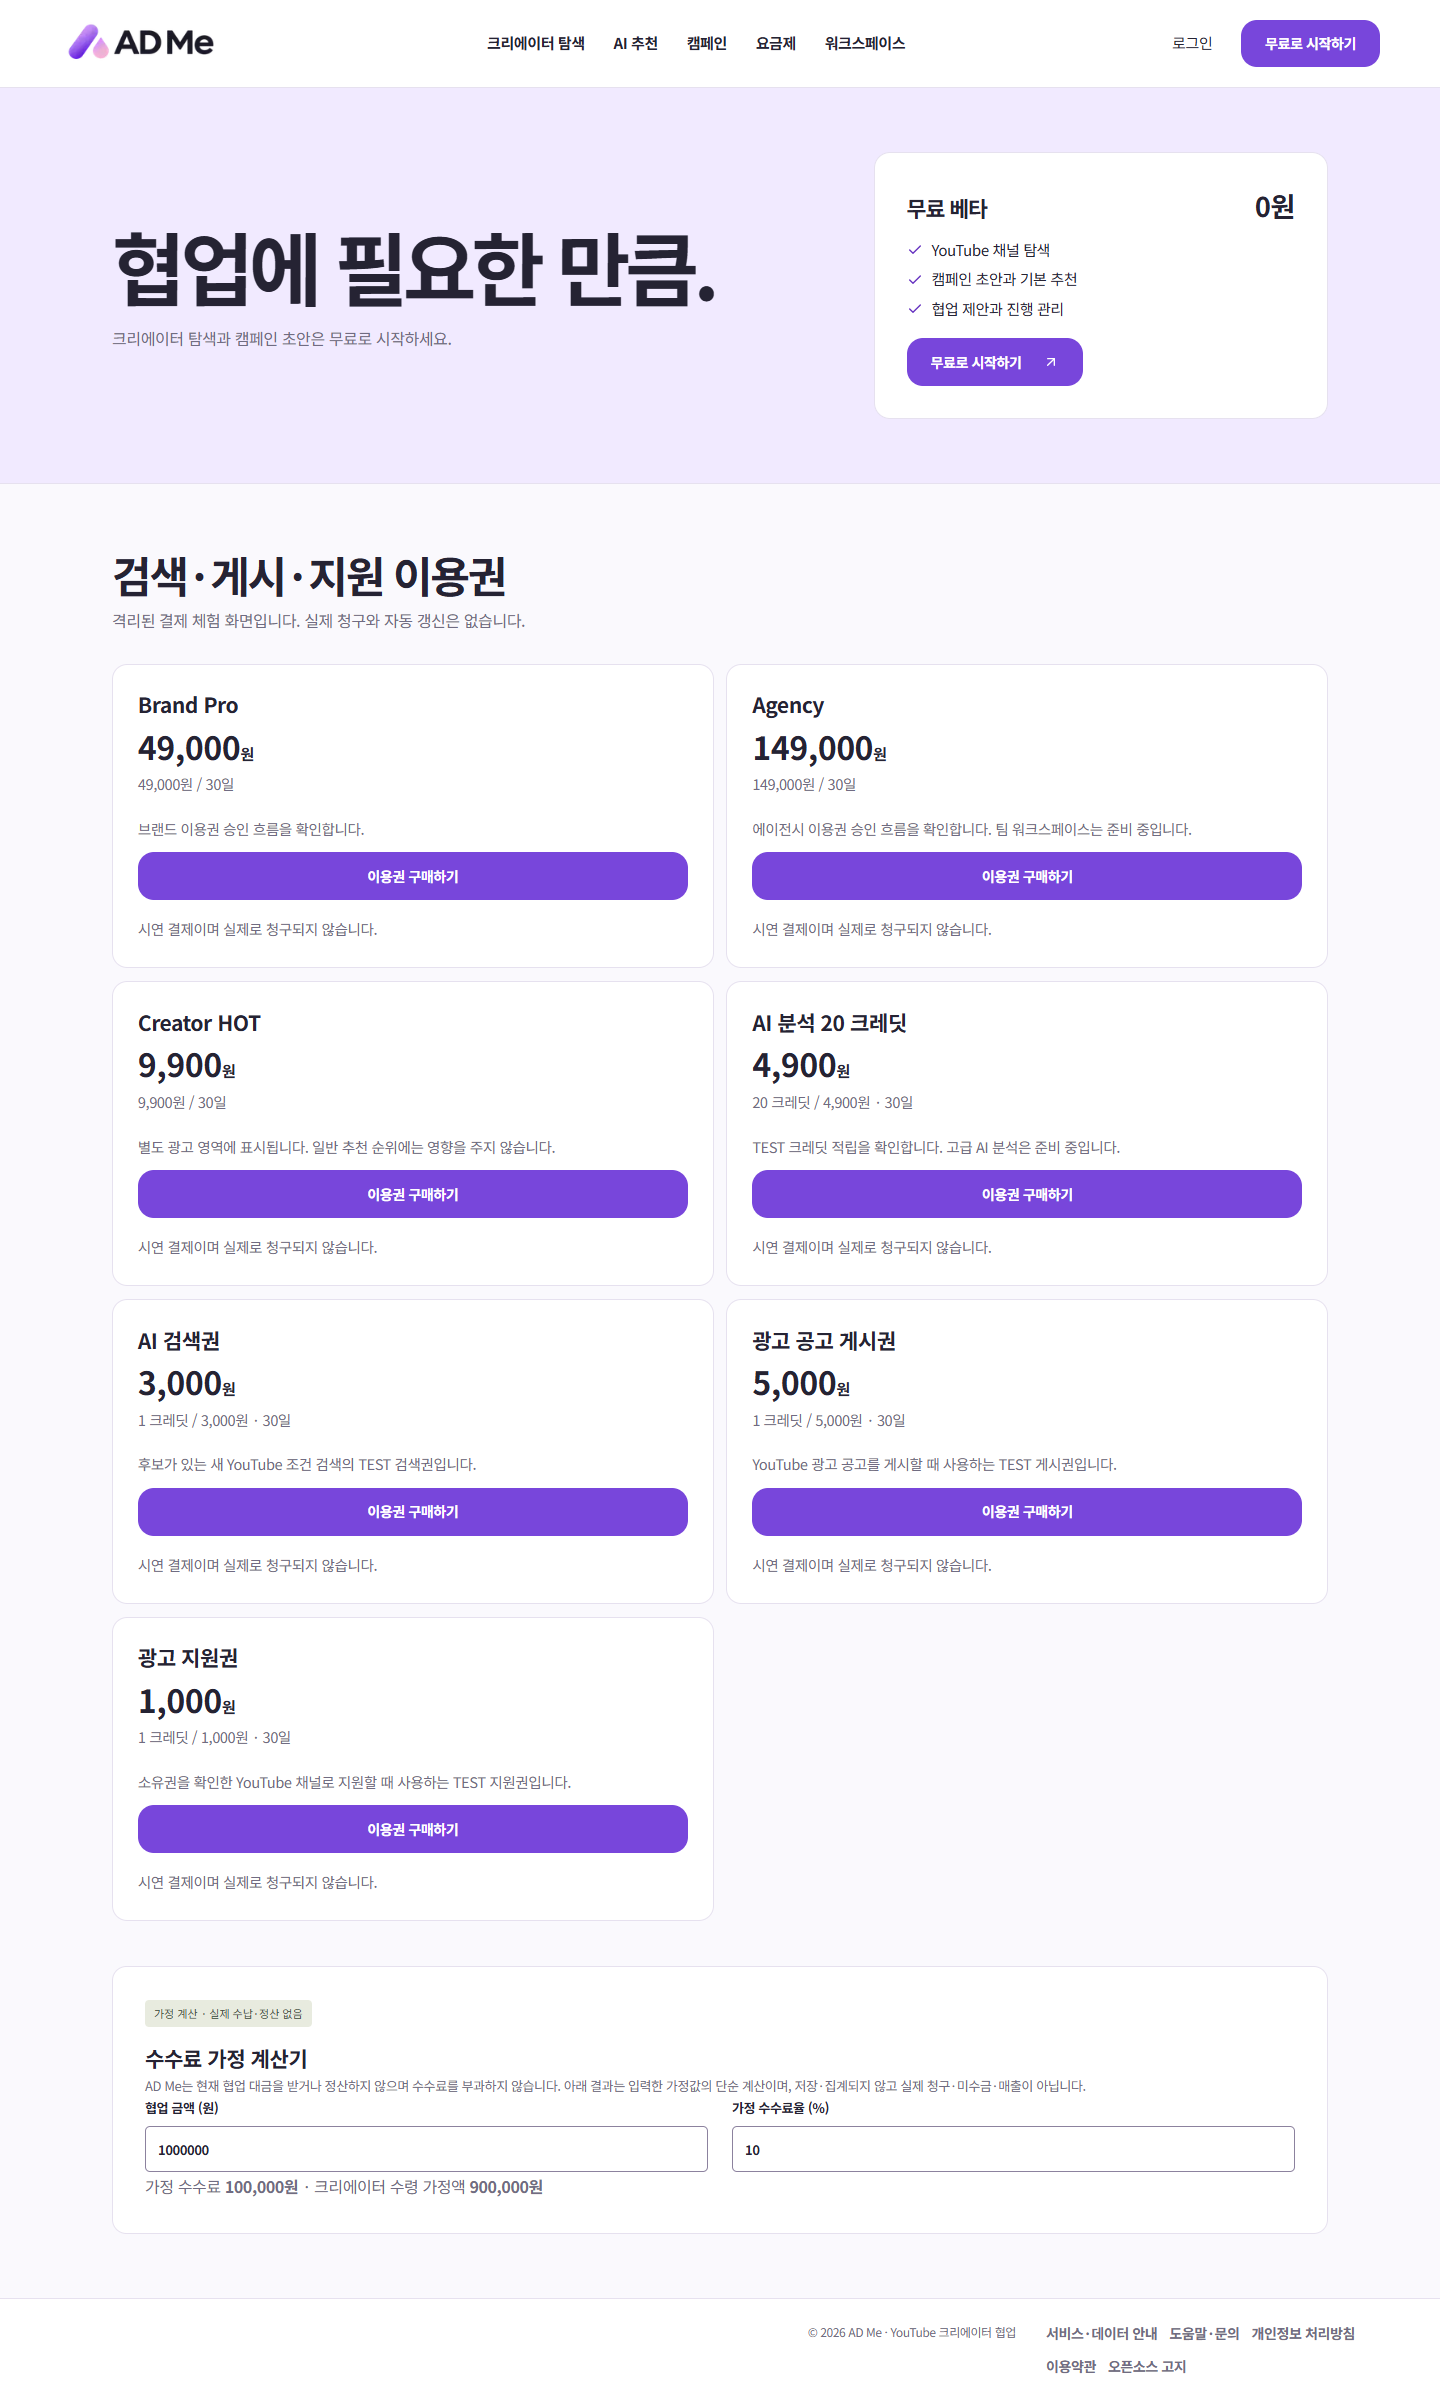 AD Me
크리에이터 탐색
AI 추천
캠페인
요금제
워크스페이스
로그인
무료로 시작하기
협업에 필요한 만큼.
크리에이터 탐색과 캠페인 초안은 무료로 시작하세요.
무료 베타
0원
YouTube 채널 탐색
캠페인 초안과 기본 추천
협업 제안과 진행 관리
무료로 시작하기
검색·게시·지원 이용권
격리된 결제 체험 화면입니다. 실제 청구와 자동 갱신은 없습니다.
Brand Pro
49,000원
49,000원 / 30일
브랜드 이용권 승인 흐름을 확인합니다.
이용권 구매하기
시연 결제이며 실제로 청구되지 않습니다.
Agency
149,000원
149,000원 / 30일
에이전시 이용권 승인 흐름을 확인합니다. 팀 워크스페이스는 준비 중입니다.
이용권 구매하기
시연 결제이며 실제로 청구되지 않습니다.
Creator HOT
9,900원
9,900원 / 30일
별도 광고 영역에 표시됩니다. 일반 추천 순위에는 영향을 주지 않습니다.
이용권 구매하기
시연 결제이며 실제로 청구되지 않습니다.
AI 분석 20 크레딧
4,900원
20 크레딧 / 4,900원 · 30일
TEST 크레딧 적립을 확인합니다. 고급 AI 분석은 준비 중입니다.
이용권 구매하기
시연 결제이며 실제로 청구되지 않습니다.
AI 검색권
3,000원
1 크레딧 / 3,000원 · 30일
후보가 있는 새 YouTube 조건 검색의 TEST 검색권입니다.
이용권 구매하기
시연 결제이며 실제로 청구되지 않습니다.
광고 공고 게시권
5,000원
1 크레딧 / 5,000원 · 30일
YouTube 광고 공고를 게시할 때 사용하는 TEST 게시권입니다.
이용권 구매하기
시연 결제이며 실제로 청구되지 않습니다.
광고 지원권
1,000원
1 크레딧 / 1,000원 · 30일
소유권을 확인한 YouTube 채널로 지원할 때 사용하는 TEST 지원권입니다.
이용권 구매하기
시연 결제이며 실제로 청구되지 않습니다.
가정 계산 · 실제 수납·정산 없음
수수료 가정 계산기
AD Me는 현재 협업 대금을 받거나 정산하지 않으며 수수료를 부과하지 않습니다. 아래 결과는 입력한 가정값의 단순 계산이며, 저장·집계되지 않고 실제 청구·미수금·매출이 아닙니다.
협업 금액 (원)
1000000
가정 수수료율 (%)
10
가정 수수료 100,000원 · 크리에이터 수령 가정액 900,000원
© 2026 AD Me · YouTube 크리에이터 협업
서비스·데이터 안내
도움말·문의
개인정보 처리방침
이용약관
오픈소스 고지